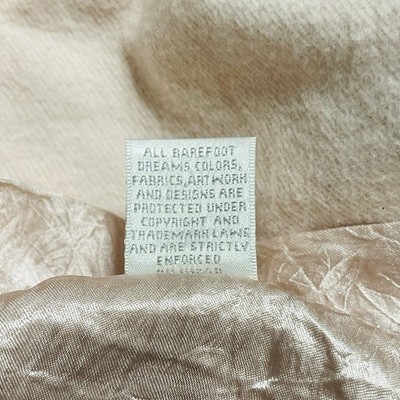 ALL BAREFOOT
DREAMS COLORS,
FABRICS, ARTWORK
AND DESIGNS ARE
PROTECTED UNDER
COPYRIGHT AND
TRADEMARK LAWS
AND ARE STRICTLY
ENFORCED